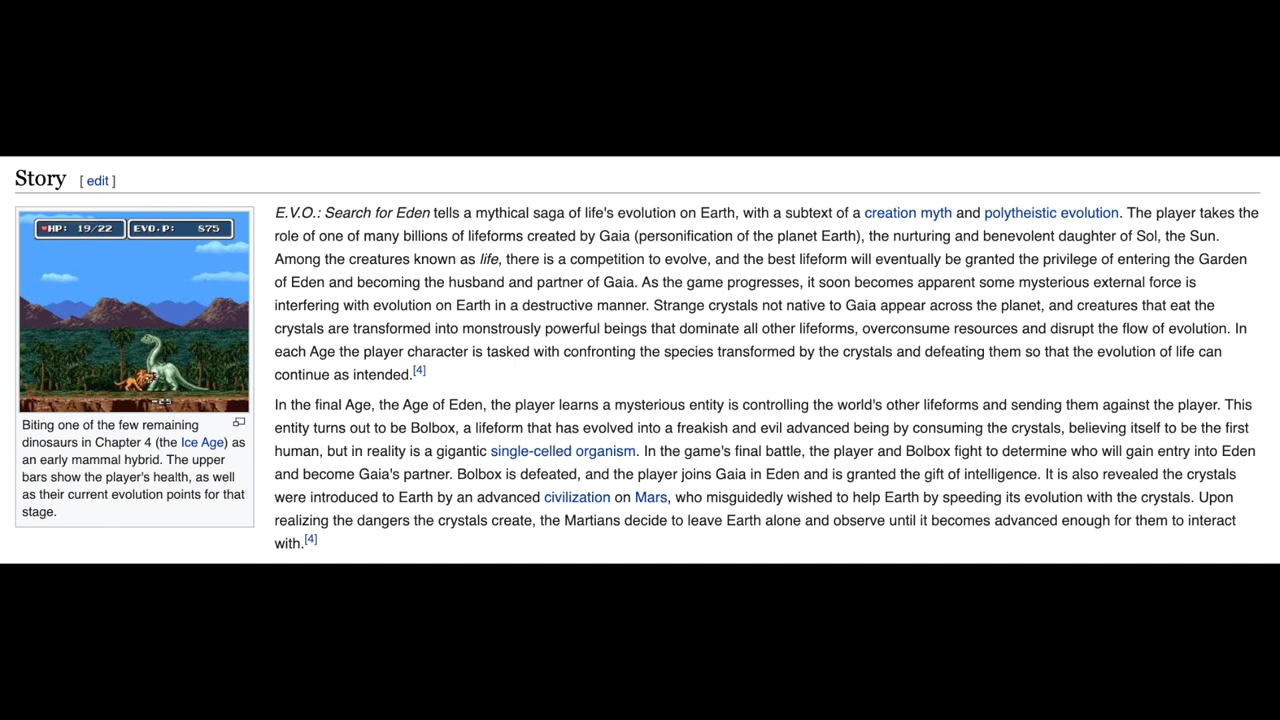 Story [ edit ]
HP: 19/22 EVO.P: 875
-25
Biting one of the few remaining
dinosaurs in Chapter 4 (the Ice Age) as
an early mammal hybrid. The upper
bars show the player's health, as well
as their current evolution points for that
stage.
E.V.O.: Search for Eden tells a mythical saga of life's evolution on Earth, with a subtext of a creation myth and polytheistic evolution. The player takes the
role of one of many billions of lifeforms created by Gaia (personification of the planet Earth), the nurturing and benevolent daughter of Sol, the Sun.
Among the creatures known as life, there is a competition to evolve, and the best lifeform will eventually be granted the privilege of entering the Garden
of Eden and becoming the husband and partner of Gaia. As the game progresses, it soon becomes apparent some mysterious external force is
interfering with evolution on Earth in a destructive manner. Strange crystals not native to Gaia appear across the planet, and creatures that eat the
crystals are transformed into monstrously powerful beings that dominate all other lifeforms, overconsume resources and disrupt the flow of evolution. In
each Age the player character is tasked with confronting the species transformed by the crystals and defeating them so that the evolution of life can
continue as intended.[4]
In the final Age, the Age of Eden, the player learns a mysterious entity is controlling the world's other lifeforms and sending them against the player. This
entity turns out to be Bolbox, a lifeform that has evolved into a freakish and evil advanced being by consuming the crystals, believing itself to be the first
human, but in reality is a gigantic single-celled organism. In the game's final battle, the player and Bolbox fight to determine who will gain entry into Eden
and become Gaia's partner. Bolbox is defeated, and the player joins Gaia in Eden and is granted the gift of intelligence. It is also revealed the crystals
were introduced to Earth by an advanced civilization on Mars, who misguidedly wished to help Earth by speeding its evolution with the crystals. Upon
realizing the dangers the crystals create, the Martians decide to leave Earth alone and observe until it becomes advanced enough for them to interact
with.[4]